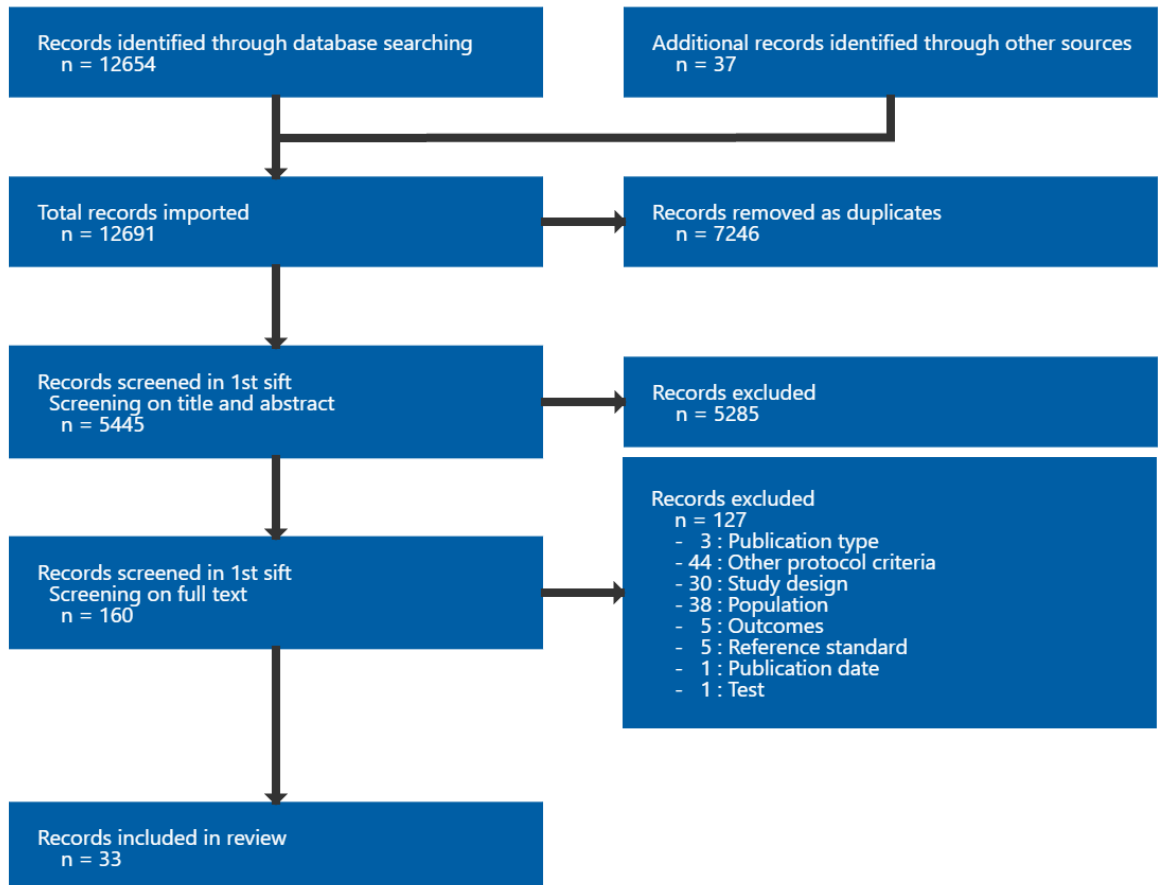 Records identified through database searching
n = 12654
Additional records identified through other sources
n = 37
Total records imported
n = 12691
Records removed as duplicates
n = 7246
Records screened in 1st sift
Screening on title and abstract
n = 5445
Records excluded
n = 5285
Records screened in 1st sift
Screening on full text
n = 160
Records excluded
n = 127
- 3 : Publication type
- 44 : Other protocol criteria
- 30 : Study design
- 38 : Population
- 5 : Outcomes
- 5 : Reference standard
- 1 : Publication date
- 1 : Test
Records included in review
n = 33